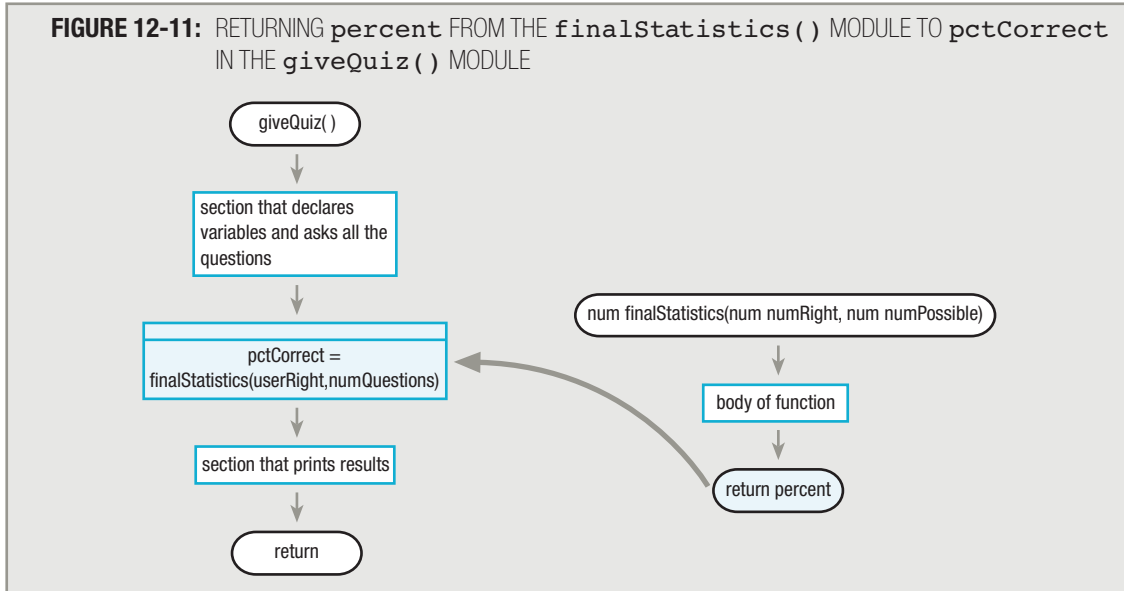 FIGURE 12-11: RETURNING percent FROM THE finalStatistics() MODULE TO pctCorrect
IN THE giveQuiz() MODULE
giveQuiz( )
section that declares
variables and asks all the
questions
pctCorrect =
finalStatistics(userRight,numQuestions)
section that prints results
return
num finalStatistics(num numRight, num numPossible)
body of function
return percent